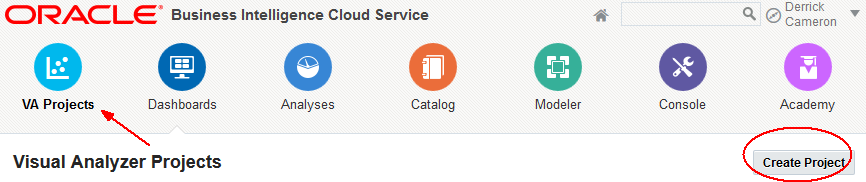 ORACLE® Business Intelligence Cloud Service
Derrick
Cameron
VA Projects Dashboards Analyses Catalog Modeler Console Academy
Visual Analyzer Projects
Create Project